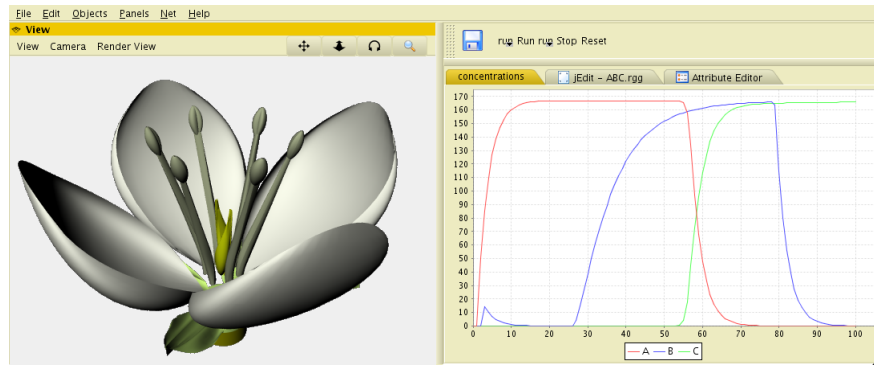 File Edit Objects Panels Net Help
View
View Camera Render View
run Run run Stop Reset
concentrations jEdit - ABC.rgg Attribute Editor
170
160
150
140
130
120
110
100
90
80
70
60
50
40
30
20
10
0
0 10 20 30 40 50 60 70 80 90 100
A B C